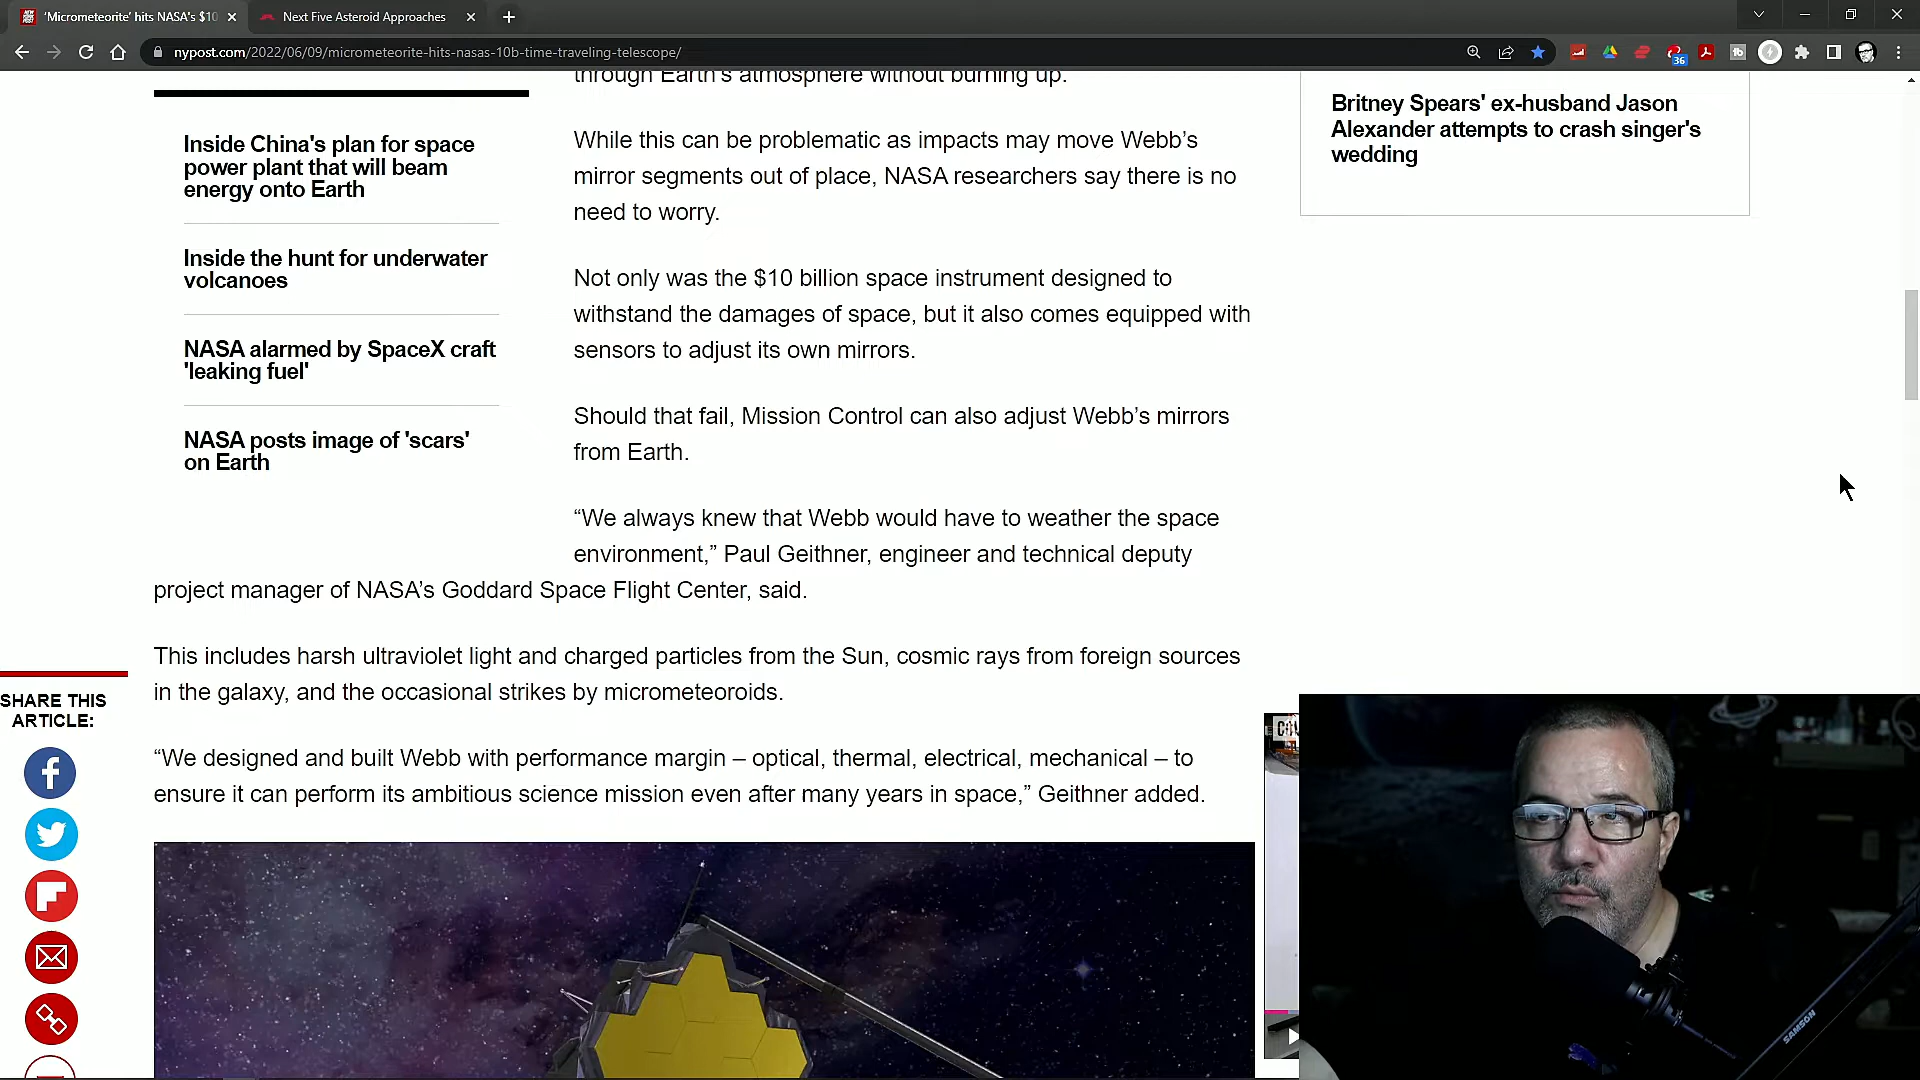 'Micrometeorite' hits NASA's $10
Next Five Asteroid Approaches
nypost.com/2022/06/09/micrometeorite-hits-nasas-10b-time-traveling-telescope/
36
through Earth's atmosphere without burning up.
Inside China's plan for space
power plant that will beam
energy onto Earth
Inside the hunt for underwater
volcanoes
NASA alarmed by SpaceX craft
'leaking fuel'
NASA posts image of 'scars'
on Earth
While this can be problematic as impacts may move Webb’s
mirror segments out of place, NASA researchers say there is no
need to worry.
Not only was the $10 billion space instrument designed to
withstand the damages of space, but it also comes equipped with
sensors to adjust its own mirrors.
Should that fail, Mission Control can also adjust Webb’s mirrors
from Earth.
“We always knew that Webb would have to weather the space
environment,” Paul Geithner, engineer and technical deputy
project manager of NASA’s Goddard Space Flight Center, said.
This includes harsh ultraviolet light and charged particles from the Sun, cosmic rays from foreign sources
in the galaxy, and the occasional strikes by micrometeoroids.
“We designed and built Webb with performance margin – optical, thermal, electrical, mechanical – to
ensure it can perform its ambitious science mission even after many years in space,” Geithner added.
Britney Spears' ex-husband Jason
Alexander attempts to crash singer's
wedding
SHARE THIS
ARTICLE:
SAMSON